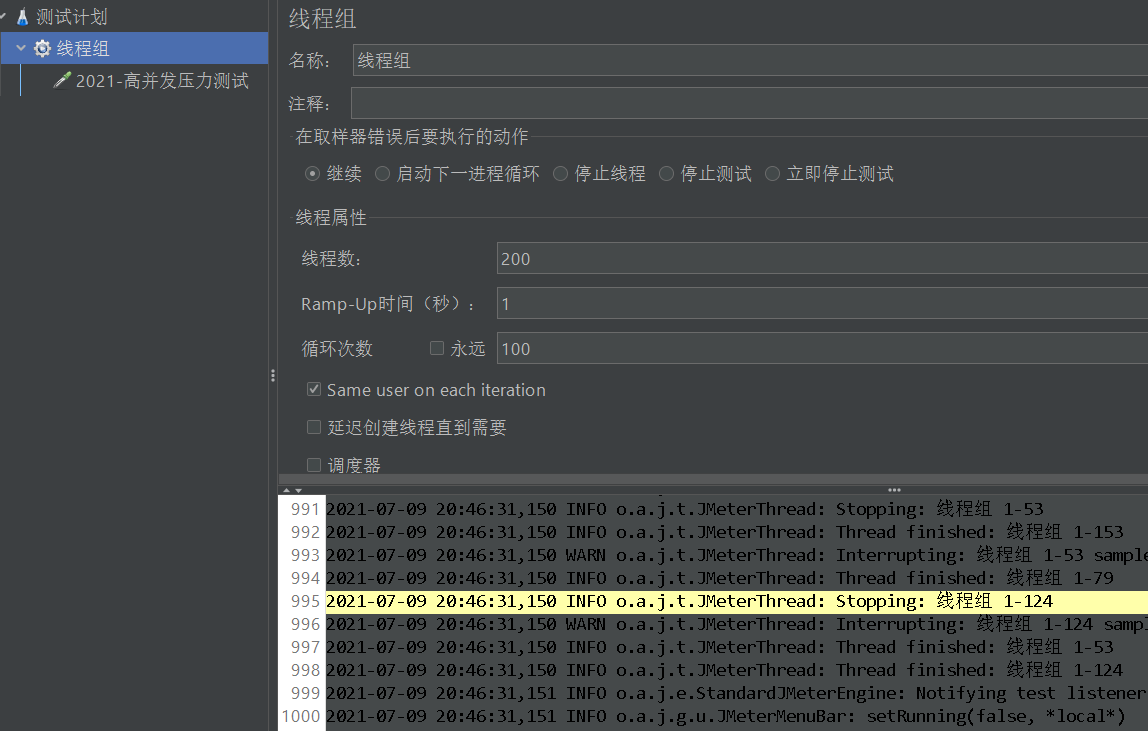 测试计划
线程组
2021-高并发压力测试
线程组
名称： 线程组
注释：
在取样器错误后要执行的动作
继续 启动下一进程循环 停止线程 停止测试 立即停止测试
线程属性
线程数： 200
Ramp-Up时间（秒）： 1
循环次数 永远 100
Same user on each iteration
延迟创建线程直到需要
调度器
991 2021-07-09 20:46:31,150 INFO o.a.j.t.JMeterThread: Stopping: 线程组 1-53
992 2021-07-09 20:46:31,150 INFO o.a.j.t.JMeterThread: Thread finished: 线程组 1-153
993 2021-07-09 20:46:31,150 WARN o.a.j.t.JMeterThread: Interrupting: 线程组 1-53 sample
994 2021-07-09 20:46:31,150 INFO o.a.j.t.JMeterThread: Thread finished: 线程组 1-79
995 2021-07-09 20:46:31,150 INFO o.a.j.t.JMeterThread: Stopping: 线程组 1-124
996 2021-07-09 20:46:31,150 WARN o.a.j.t.JMeterThread: Interrupting: 线程组 1-124 sampl
997 2021-07-09 20:46:31,150 INFO o.a.j.t.JMeterThread: Thread finished: 线程组 1-53
998 2021-07-09 20:46:31,150 INFO o.a.j.t.JMeterThread: Thread finished: 线程组 1-124
999 2021-07-09 20:46:31,151 INFO o.a.j.e.StandardJMeterEngine: Notifying test listener
1000 2021-07-09 20:46:31,151 INFO o.a.j.g.u.JMeterMenuBar: setRunning(false, *local*)